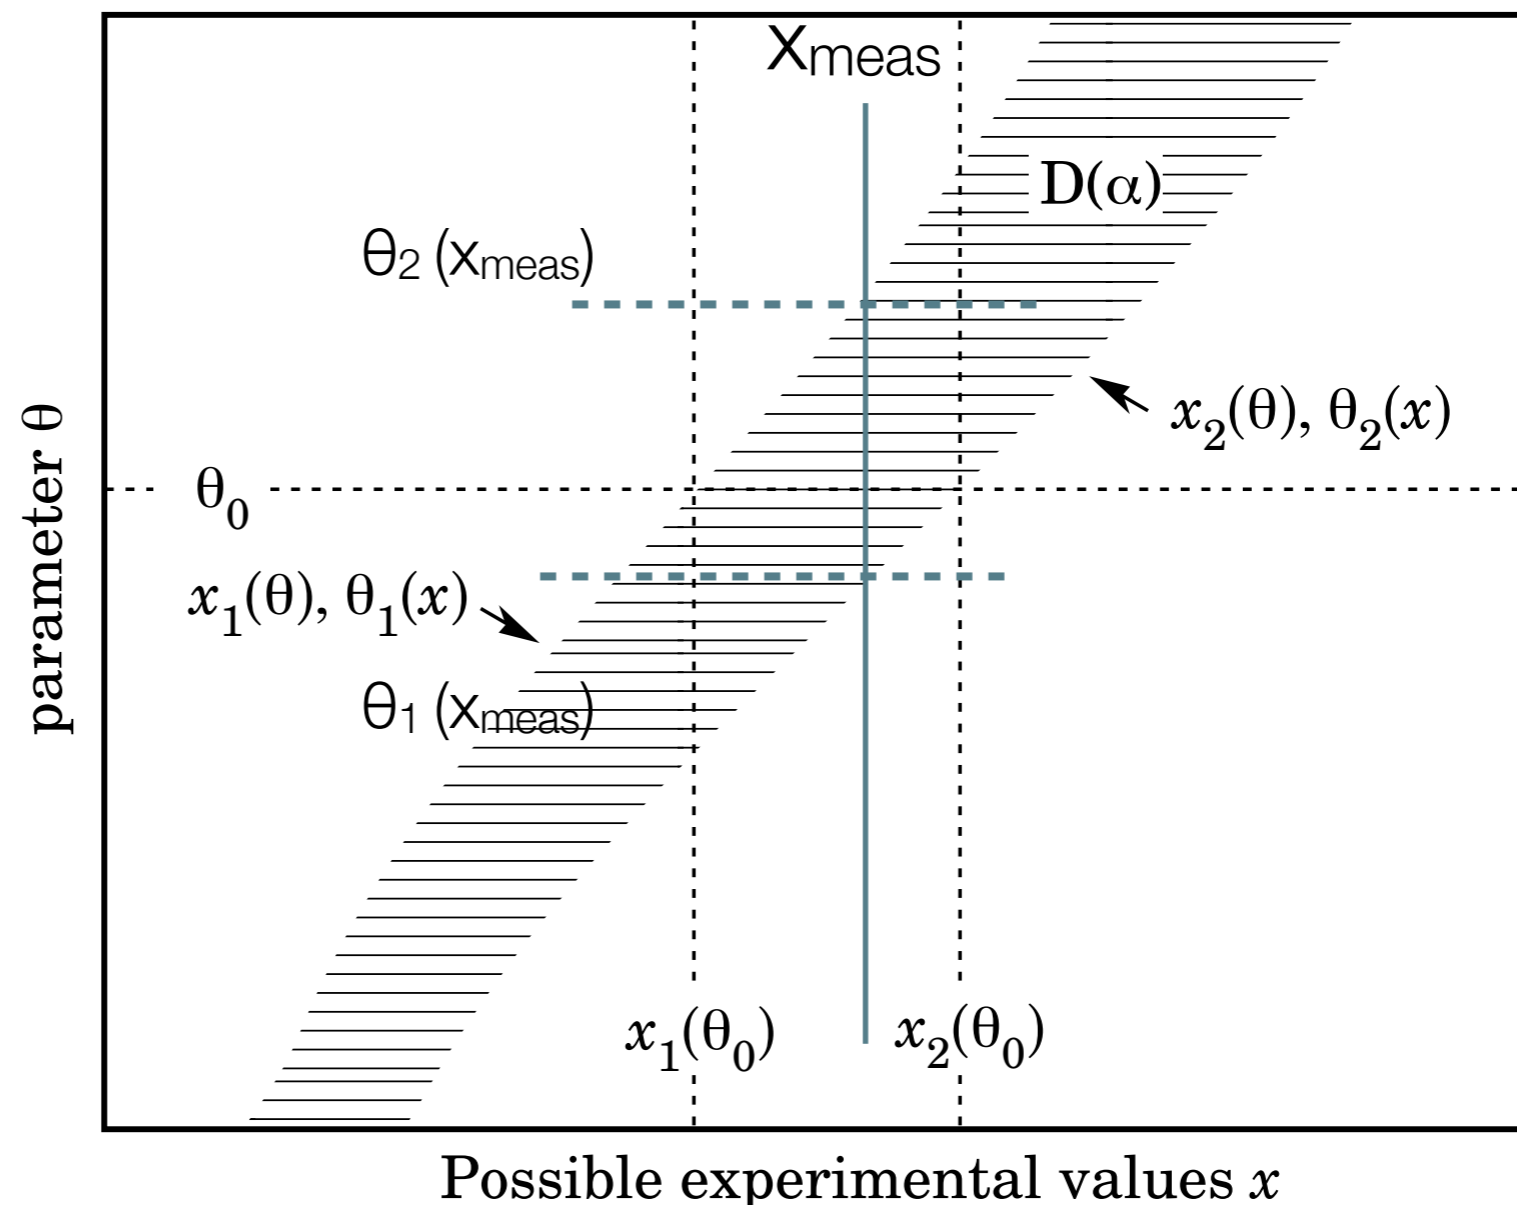 Xmeas
D(α)
θ2 (xmeas)
x2(θ), θ2(x)
θ0
x1(θ), θ1(x)
θ1 (xmeas)
x1(θ0)
x2(θ0)
parameter θ
Possible experimental values x